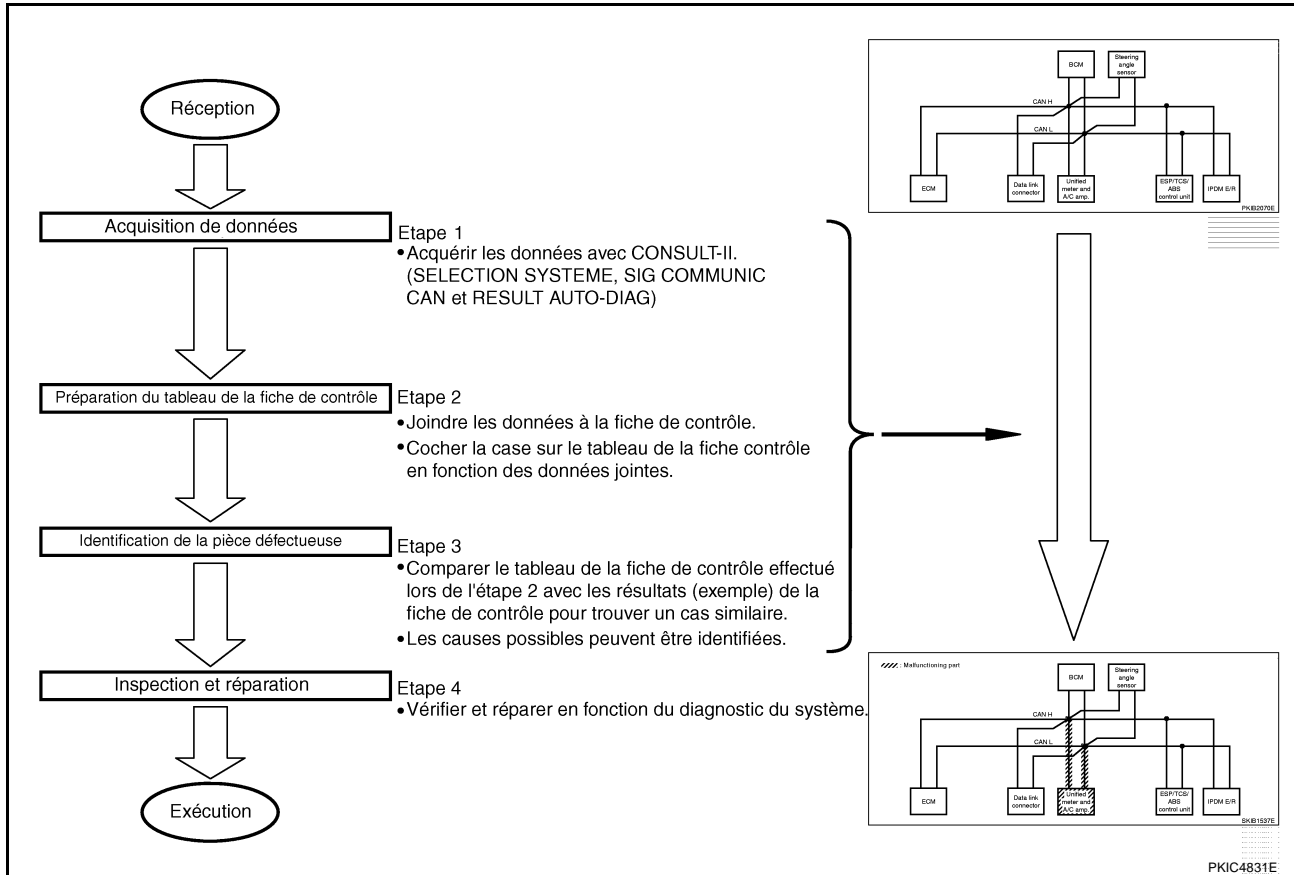 Réception
Acquisition de données
Etape 1
•Acquérir les données avec CONSULT-II.
(SELECTION SYSTEME, SIG COMMUNIC
CAN et RESULT AUTO-DIAG)
Préparation du tableau de la fiche de contrôle
Etape 2
•Joindre les données à la fiche de contrôle.
•Cocher la case sur le tableau de la fiche contrôle
en fonction des données jointes.
Identification de la pièce défectueuse
Etape 3
•Comparer le tableau de la fiche de contrôle effectué
lors de l'étape 2 avec les résultats (exemple) de la
fiche de contrôle pour trouver un cas similaire.
•Les causes possibles peuvent être identifiées.
Inspection et réparation
Etape 4
•Vérifier et réparer en fonction du diagnostic du système.
Exécution
BCM
Steering
angle
sensor
CAN H
CAN L
ECM
Data link
connector
Unified
meter and
A/C amp.
ESP/TCS/
ABS
control unit
IPDM E/R
PKIB2070E
: Malfunctioning part
BCM
Steering
angle
sensor
CAN H
CAN L
ECM
Data link
connector
Unified
meter and
A/C amp.
ESP/TCS/
ABS
control unit
IPDM E/R
SKIB1537E
PKIC4831E